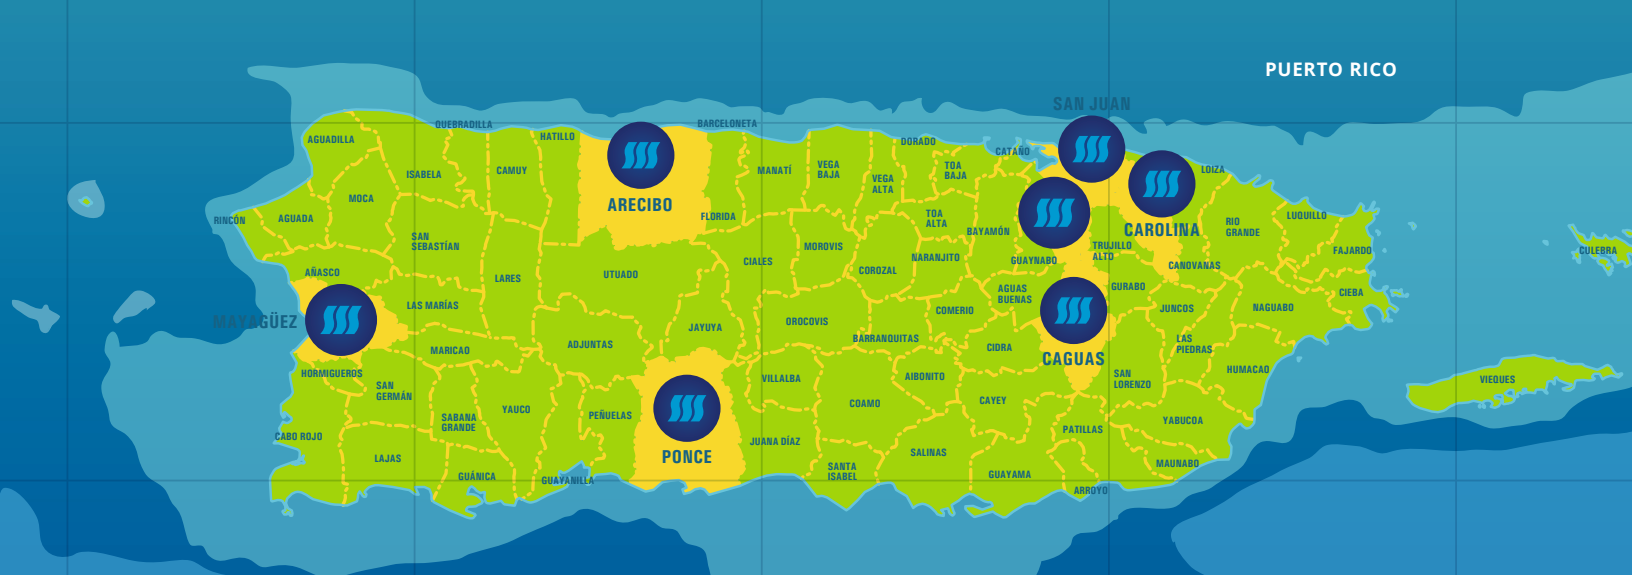 PUERTO RICO
SAN JUAN
QUEBRADILLA
BARCELONETA
AGUADILLA
HATILLO
DORADO
CATAÑO
ISABELA
CAMUY
MANATÍ
VEGA
BAJA
VEGA
ALTA
TOA
BAJA
LOIZA
MOCA
ARECIBO
RINCÓN
AGUADA
FLORIDA
TOA
ALTA
BAYAMÓN
CAROLINA
RIO
GRANDE
LUQUILLO
SAN
SEBASTÍAN
MOROVIS
TRUJILLO
ALTO
FAJARDO
CULEBRA
AÑASCO
LARES
UTUADO
CIALES
COROZAL
NARANJITO
GUAYNABO
CANOVANAS
LAS MARÍAS
AGUAS
BUENAS
GURABO
CIEBA
MAYAGÜEZ
JAYUYA
OROCOVIS
COMERIO
JUNCOS
NAGUABO
MARICAO
ADJUNTAS
BARRANQUITAS
CIDRA
CAGUAS
LAS
PIEDRAS
HORMIGUEROS
SAN
GERMÁN
VILLALBA
AIBONITO
SAN
LORENZO
HUMACAO
VIEQUES
SABANA
GRANDE
YAUCO
PEÑUELAS
COAMO
CAYEY
CABO ROJO
PONCE
JUANA DÍAZ
PATILLAS
YABUCOA
LAJAS
GUÁNICA
GUAYANILLA
SANTA
ISABEL
SALINAS
GUAYAMA
MAUNABO
ARROYO